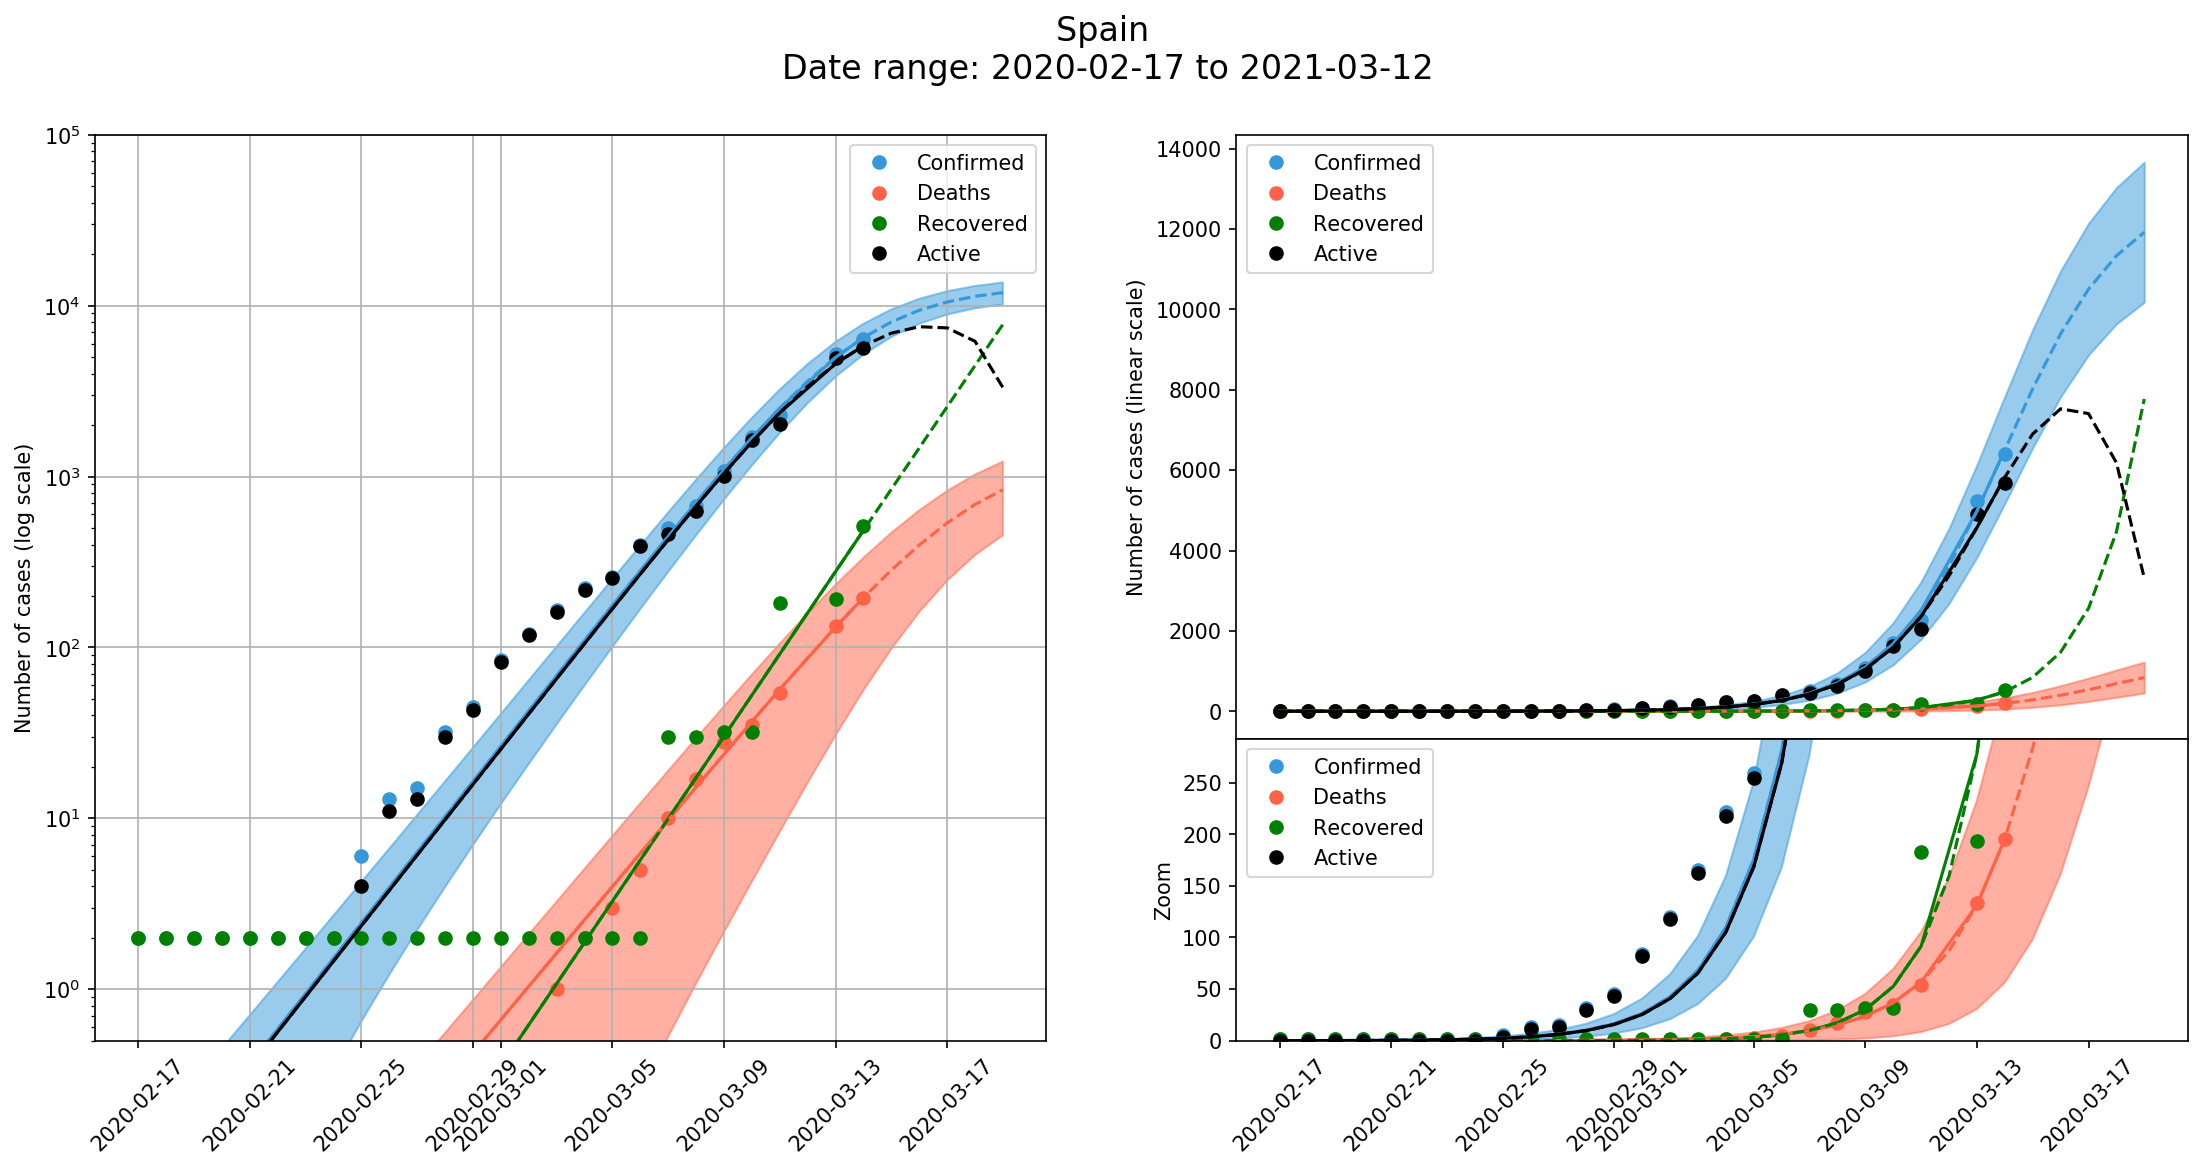 Spain
Date range: 2020-02-17 to 2021-03-12
Number of cases (log scale)
10⁵
10⁴
10³
10²
10¹
10⁰
Confirmed
Deaths
Recovered
Active
2020-02-17
2020-02-21
2020-02-25
2020-02-29
2020-03-01
2020-03-05
2020-03-09
2020-03-13
2020-03-17
Number of cases (linear scale)
14000
12000
10000
8000
6000
4000
2000
0
Confirmed
Deaths
Recovered
Active
Zoom
250
200
150
100
50
0
Confirmed
Deaths
Recovered
Active
2020-02-17
2020-02-21
2020-02-25
2020-02-29
2020-03-01
2020-03-05
2020-03-09
2020-03-13
2020-03-17